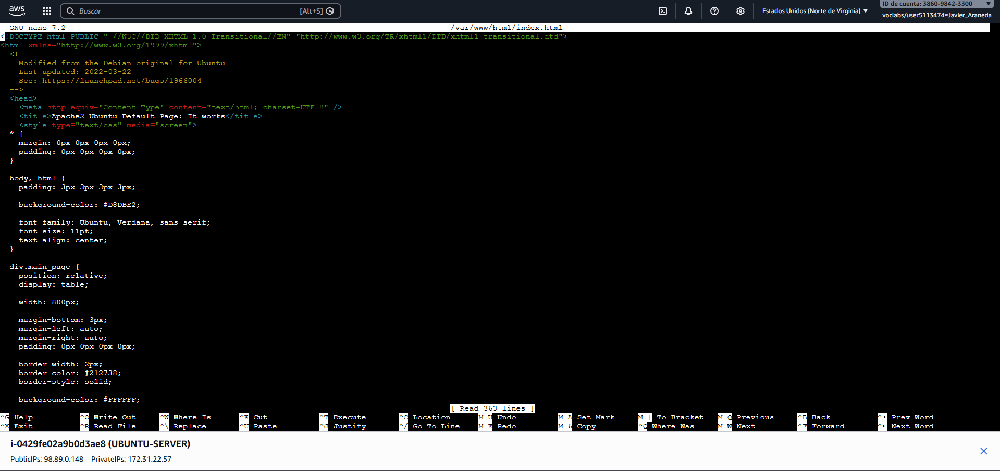 aws
Buscar [Alt+S]
Estados Unidos (Norte de Virginia) ▼
ID de cuenta: 3860-9842-3300 ▼
voclabs/user5113474=Javier_Araneda
GNU nano 7.2 /var/www/html/index.html
<!DOCTYPE html PUBLIC "-//W3C//DTD XHTML 1.0 Transitional//EN" "http://www.w3.org/TR/xhtml1/DTD/xhtml1-transitional.dtd">
<html xmlns="http://www.w3.org/1999/xhtml">
<!--
Modified from the Debian original for Ubuntu
Last updated: 2022-03-22
See: https://launchpad.net/bugs/1966004
-->
<head>
<meta http-equiv="Content-Type" content="text/html; charset=UTF-8" />
<title>Apache2 Ubuntu Default Page: It works</title>
<style type="text/css" media="screen">
* {
margin: 0px 0px 0px 0px;
padding: 0px 0px 0px 0px;
}
body, html {
padding: 3px 3px 3px 3px;
background-color: #D8DBE2;
font-family: Ubuntu, Verdana, sans-serif;
font-size: 11pt;
text-align: center;
}
div.main_page {
position: relative;
display: table;
width: 800px;
margin-bottom: 3px;
margin-left: auto;
margin-right: auto;
padding: 0px 0px 0px 0px;
border-width: 2px;
border-color: #212738;
border-style: solid;
background-color: #FFFFFF;
[ Read 363 lines ]
^G Help ^O Write Out ^W Where Is ^K Cut ^T Execute ^C Location M-U Undo M-A Set Mark M-] To Bracket M-Q Previous ^B Back ^◂ Prev Word
^X Exit ^R Read File ^\ Replace ^U Paste ^J Justify ^/ Go To Line M-E Redo M-6 Copy ^Q Where Was M-W Next ^F Forward ^▸ Next Word
i-0429fe02a9b0d3ae8 (UBUNTU-SERVER)
PublicIPs: 98.89.0.148 PrivateIPs: 172.31.22.57